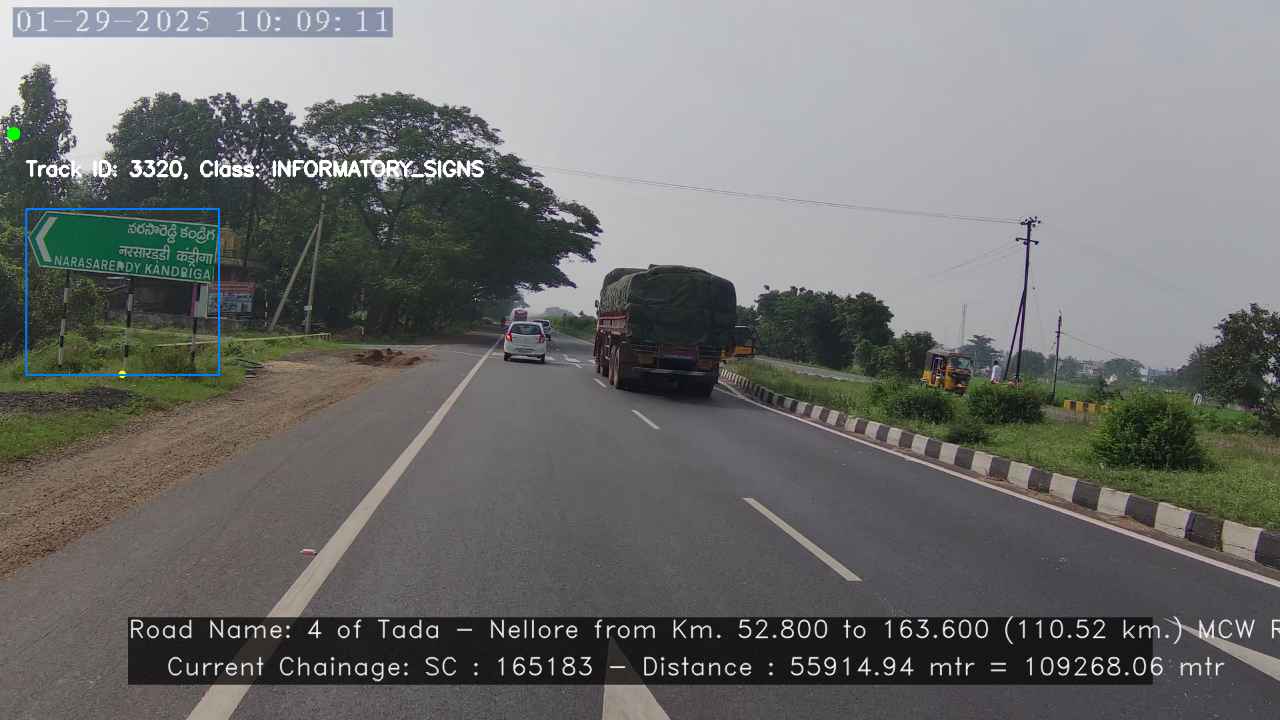 01-29-2025 10:09:11
Track ID: 3320, Class: INFORMATORY_SIGNS
నరసారెడ్డి కండ్రిగ
नरसारेड्डी कंड्रीगा
NARASAREDDY KANDRIGA
Road Name: 4 of Tada - Nellore from Km. 52.800 to 163.600 (110.52 km.) MCW R
Current Chainage: SC : 165183 - Distance : 55914.94 mtr = 109268.06 mtr